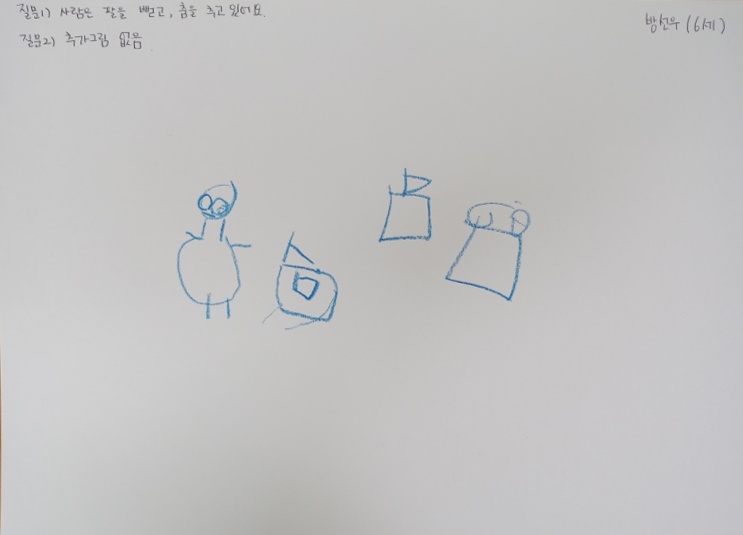 질문1) 사람은 팔을 뻗고, 춤을 추고 있어요.
방선우 (6세)
질문2) 추가그림 없음